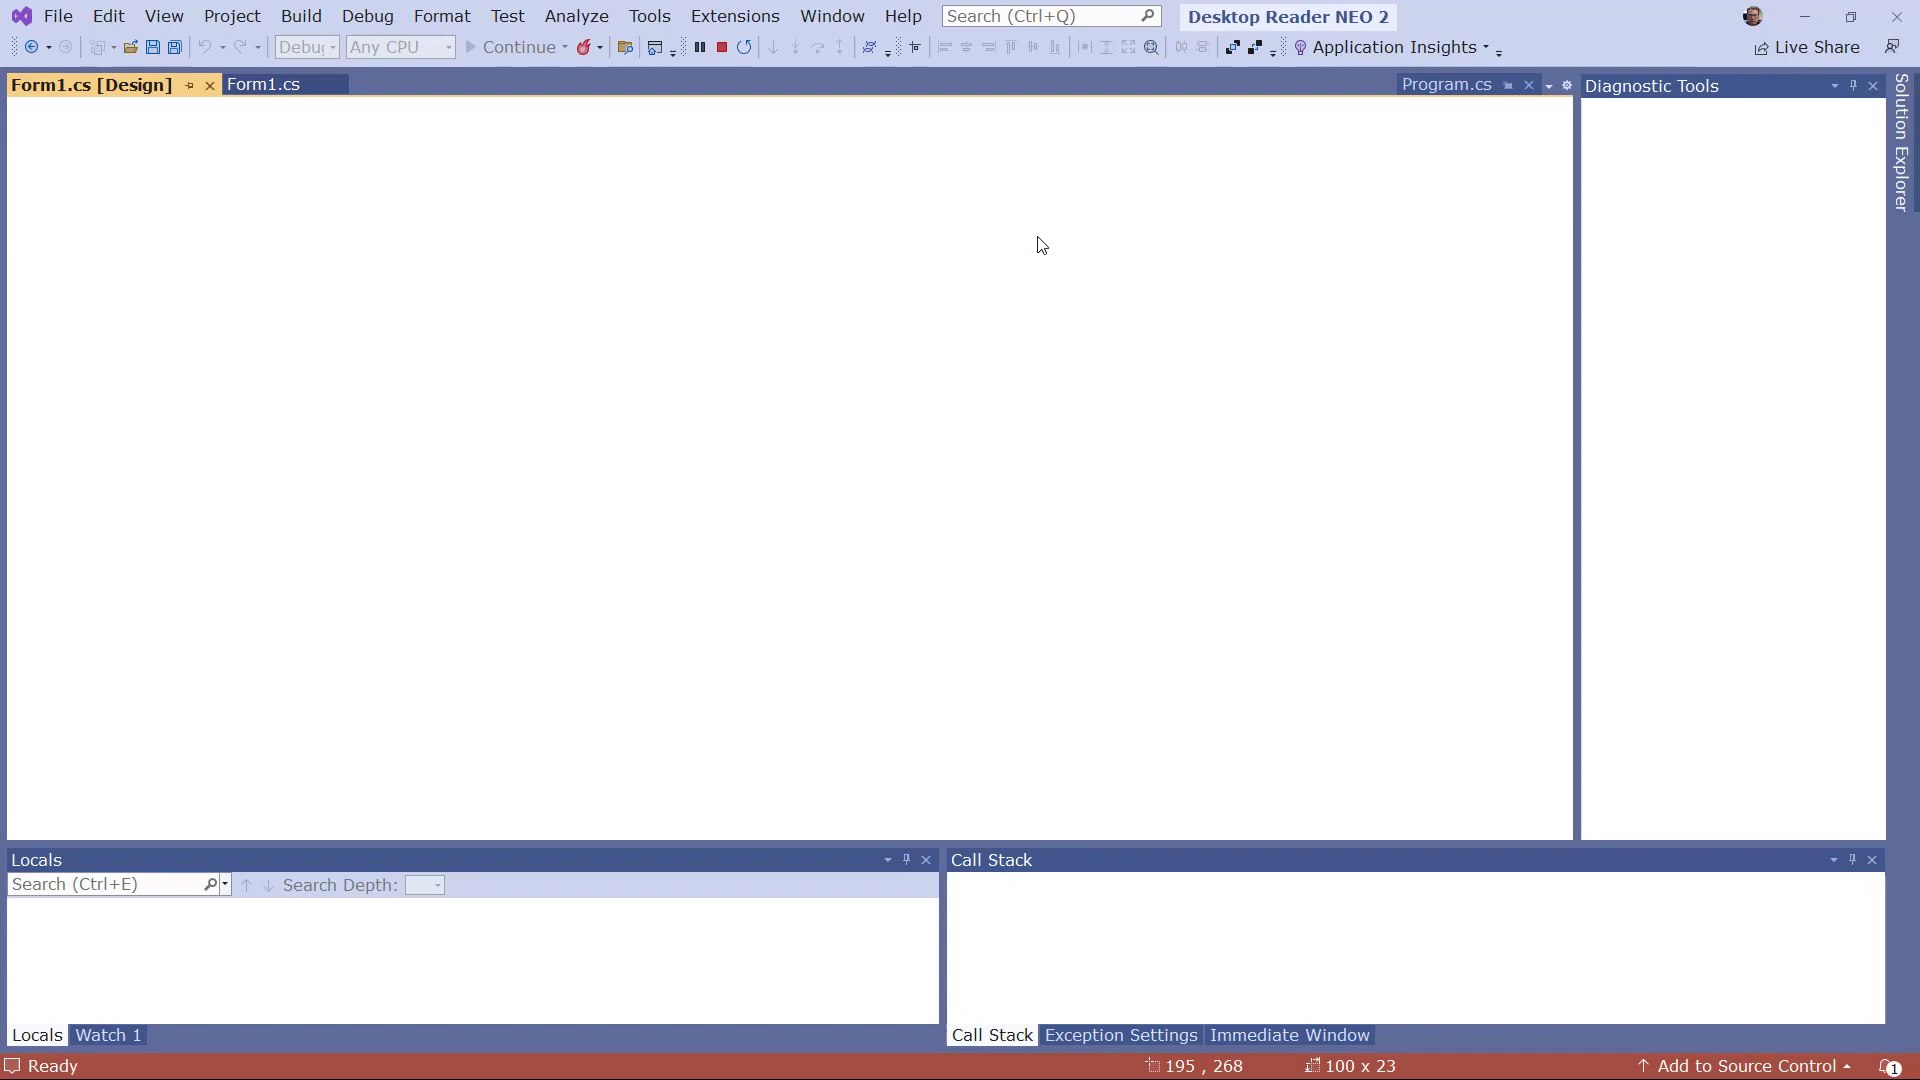 File Edit View Project Build Debug Format Test Analyze Tools Extensions Window Help Search (Ctrl+Q) Desktop Reader NEO 2
Debug Any CPU Continue Application Insights Live Share
Form1.cs [Design] Form1.cs Program.cs Diagnostic Tools
Solution Explorer
Locals Call Stack
Search (Ctrl+E) Search Depth:
Locals Watch 1 Call Stack Exception Settings Immediate Window
Ready 195 , 268 100 x 23 Add to Source Control 1